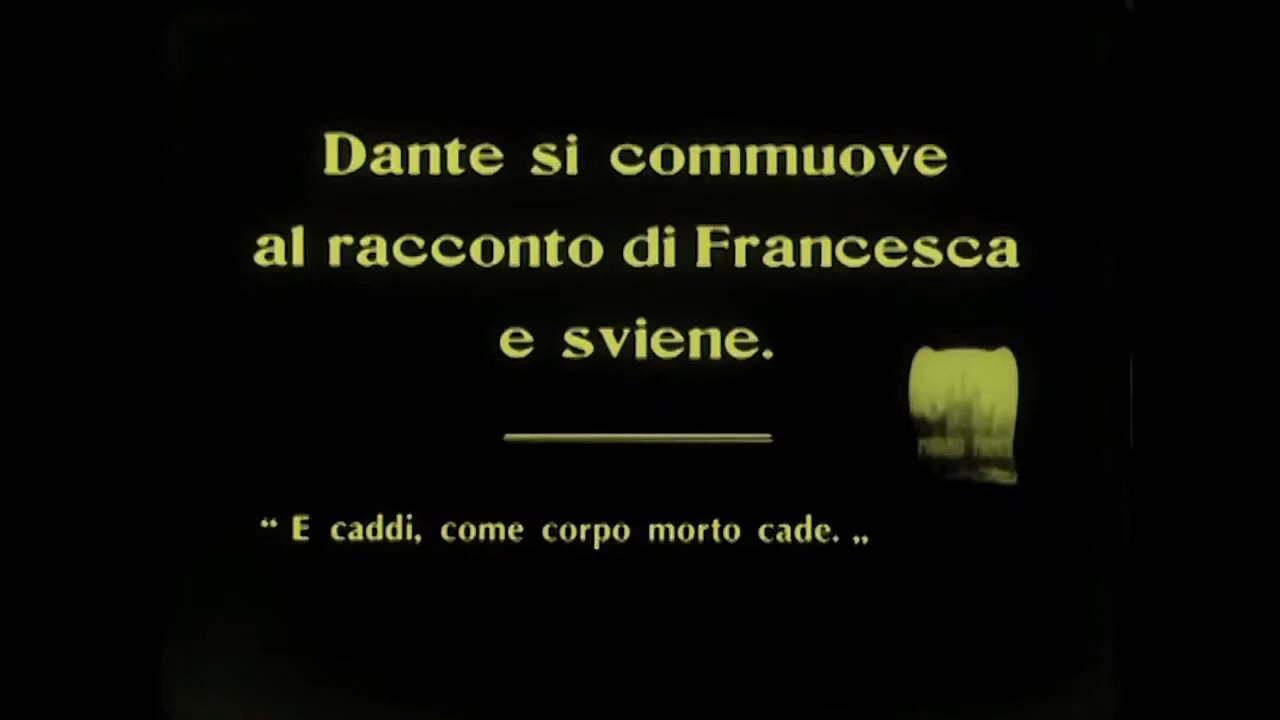 Dante si commuove
al racconto di Francesca
e sviene.
“ E caddi, come corpo morto cade. „